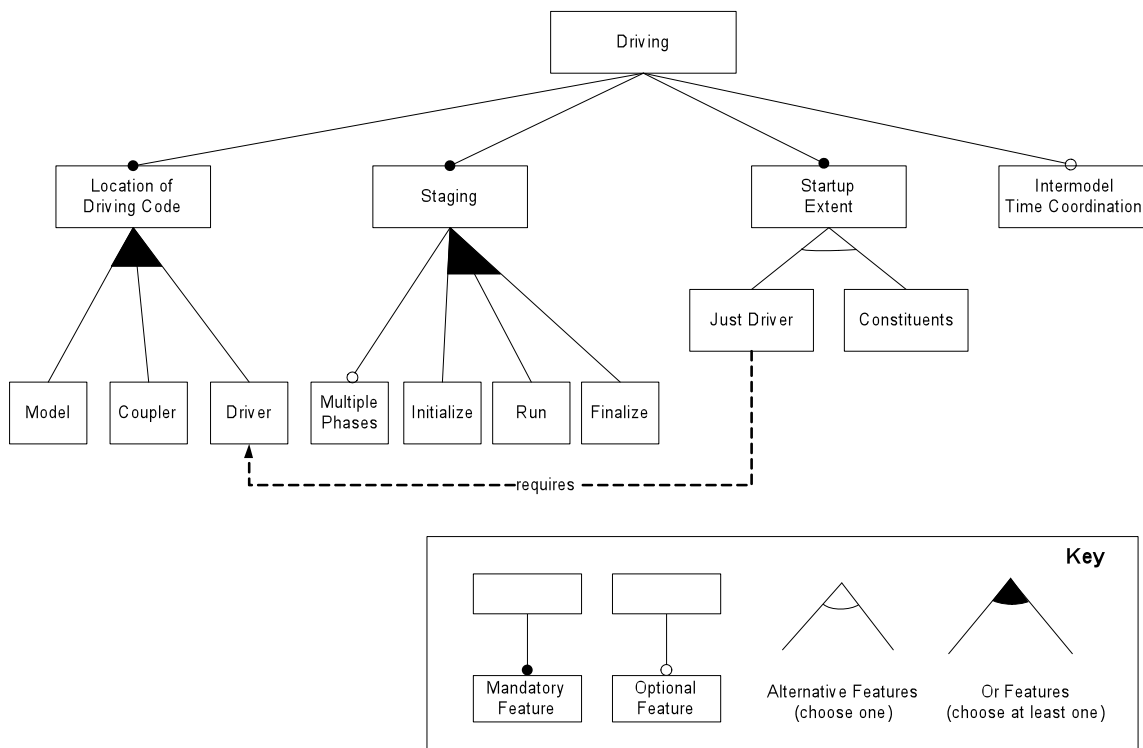 Driving
Location of
Driving Code
Staging
Startup
Extent
Intermodel
Time Coordination
Just Driver
Constituents
Model
Coupler
Driver
Multiple
Phases
Initialize
Run
Finalize
requires
Key
Mandatory
Feature
Optional
Feature
Alternative Features
(choose one)
Or Features
(choose at least one)